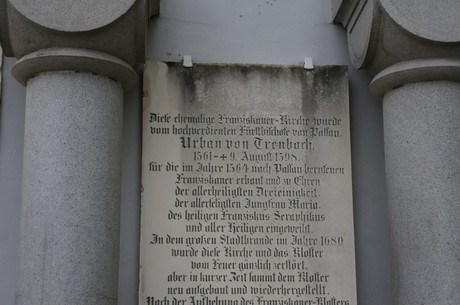 Diese ehemalige Franziskaner-Kirche wurde
vom hochverdienten Fürstbischofe von Passau,
Urban von Trenbach,
1561-+ 9. August 1598.
für die im Jahre 1564 nach Passau berufenen
Franziskaner erbaut und zu Ehren
der allerheiligsten Dreieinigkeit,
der allerseligsten Jungfrau Maria,
des heiligen Franziskus Seraphikus
und aller Heiligen eingeweiht.
In dem großen Stadtbrande im Jahre 1680
wurde diese Kirche und das Kloster
vom Feuer gänzlich zerstört,
aber in kurzer Zeit sammt dem Kloster
neu aufgebaut und wiederhergestellt.
Nach der Aufhebung des Franziskaner-Klosters